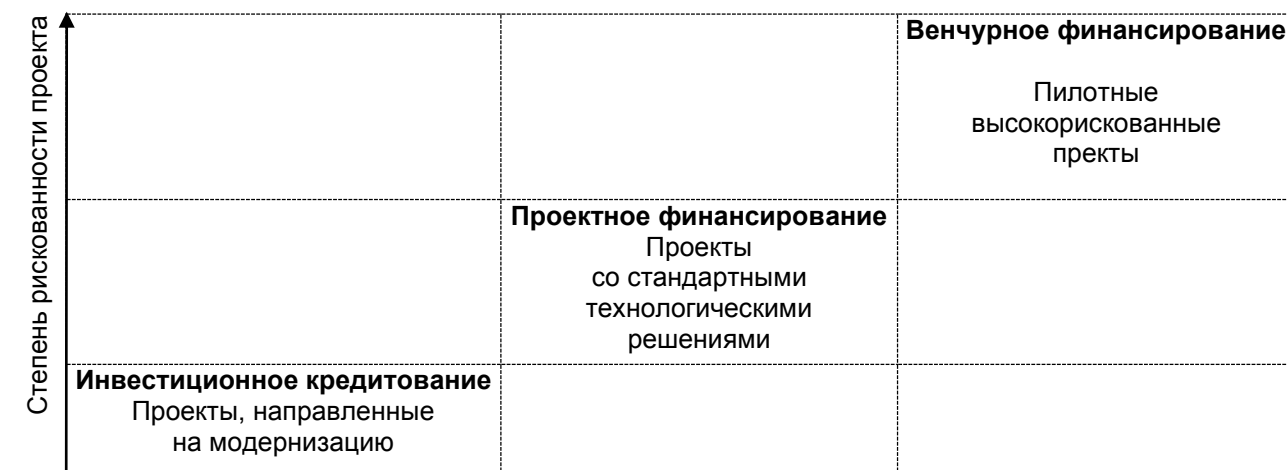 Степень рискованности проекта
Венчурное финансирование
Пилотные
высокорискованные
пректы
Проектное финансирование
Проекты
со стандартными
технологическими
решениями
Инвестиционное кредитование
Проекты, направленные
на модернизацию